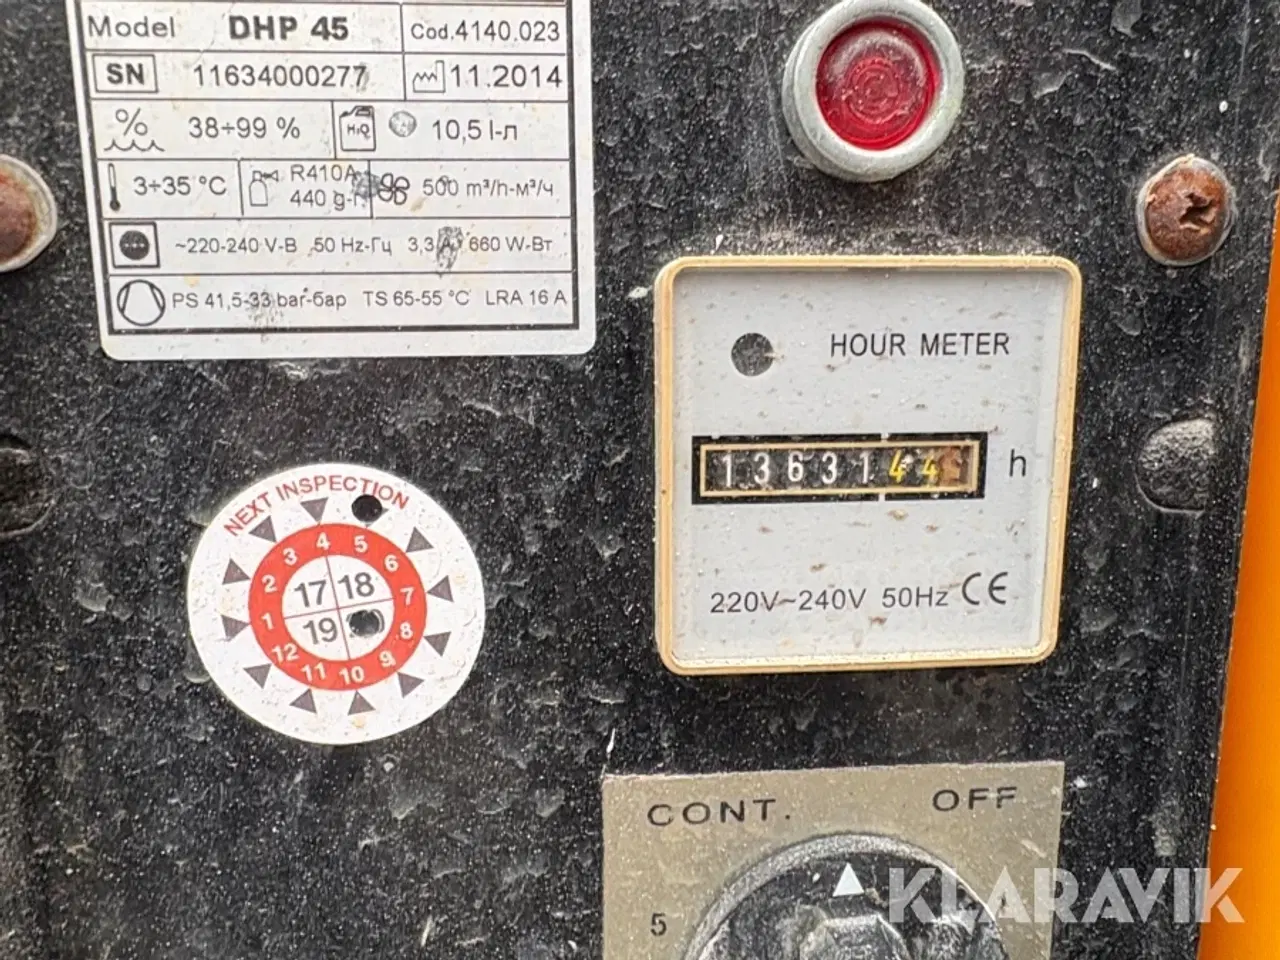 Model DHP 45 Cod.4140.023
SN 11634000277 11.2014
% 38÷99 % H2O 10,5 l-л
3÷35 °C R410A
440 g-г 500 m³/h-м³/ч
~220-240 V-В 50 Hz-Гц 3,3 A 660 W-Вт
PS 41,5-33 bar-бар TS 65-55 °C LRA 16 A
HOUR METER
1363144 h
220V~240V 50Hz CE
NEXT INSPECTION
1 2 3 4 5 6 7 8 9 10 11 12
17 18
19
CONT. OFF
5
KLARAVIK